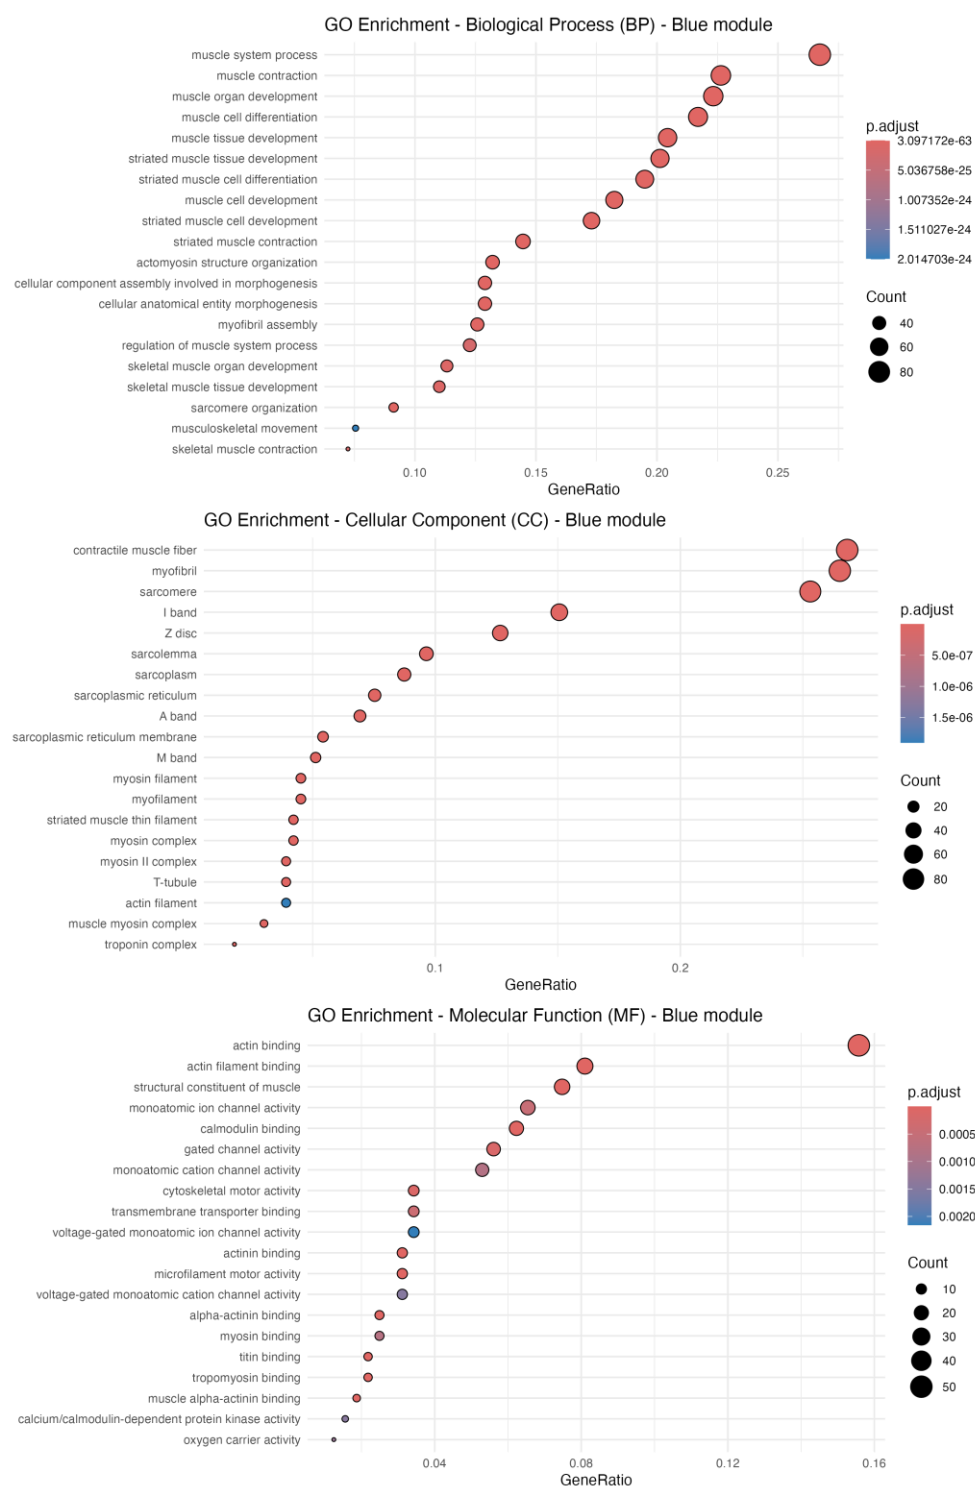 GO Enrichment - Biological Process (BP) - Blue module
muscle system process
muscle contraction
muscle organ development
muscle cell differentiation
muscle tissue development
striated muscle tissue development
striated muscle cell differentiation
muscle cell development
striated muscle cell development
striated muscle contraction
actomyosin structure organization
cellular component assembly involved in morphogenesis
cellular anatomical entity morphogenesis
myofibril assembly
regulation of muscle system process
skeletal muscle organ development
skeletal muscle tissue development
sarcomere organization
musculoskeletal movement
skeletal muscle contraction
0.10 0.15 0.20 0.25
GeneRatio
p.adjust
3.097172e-63
5.036758e-25
1.007352e-24
1.511027e-24
2.014703e-24
Count
40
60
80
GO Enrichment - Cellular Component (CC) - Blue module
contractile muscle fiber
myofibril
sarcomere
I band
Z disc
sarcolemma
sarcoplasm
sarcoplasmic reticulum
A band
sarcoplasmic reticulum membrane
M band
myosin filament
myofilament
striated muscle thin filament
myosin complex
myosin II complex
T-tubule
actin filament
muscle myosin complex
troponin complex
0.1 0.2
GeneRatio
p.adjust
5.0e-07
1.0e-06
1.5e-06
Count
20
40
60
80
GO Enrichment - Molecular Function (MF) - Blue module
actin binding
actin filament binding
structural constituent of muscle
monoatomic ion channel activity
calmodulin binding
gated channel activity
monoatomic cation channel activity
cytoskeletal motor activity
transmembrane transporter binding
voltage-gated monoatomic ion channel activity
actinin binding
microfilament motor activity
voltage-gated monoatomic cation channel activity
alpha-actinin binding
myosin binding
titin binding
tropomyosin binding
muscle alpha-actinin binding
calcium/calmodulin-dependent protein kinase activity
oxygen carrier activity
0.04 0.08 0.12 0.16
GeneRatio
p.adjust
0.0005
0.0010
0.0015
0.0020
Count
10
20
30
40
50